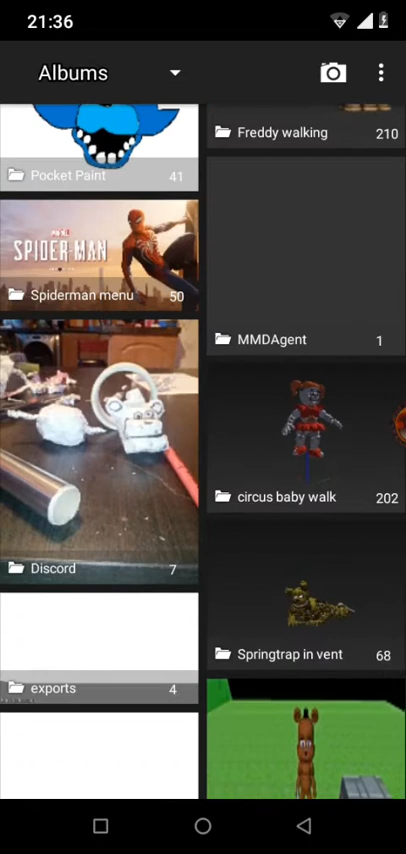 21:36
Albums
Pocket Paint 41
Freddy walking 210
SPIDER-MAN
Spiderman menu 50
MMDAgent 1
Discord 7
circus baby walk 202
exports 4
Springtrap in vent 68